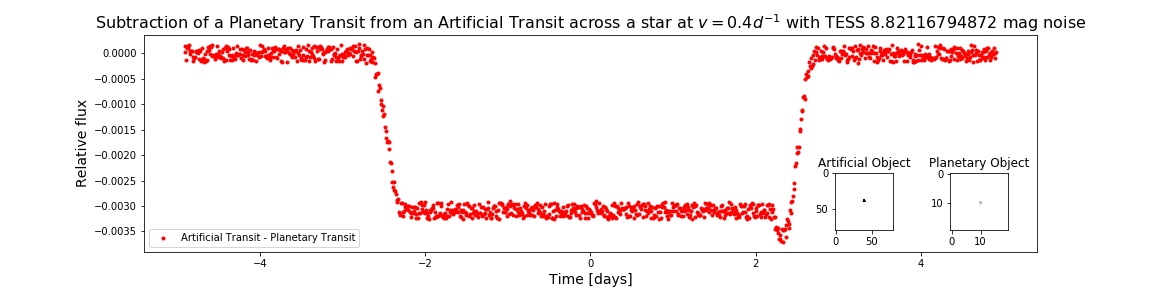 Subtraction of a Planetary Transit from an Artificial Transit across a star at v = 0.4d⁻¹ with TESS 8.82116794872 mag noise
Relative flux
0.0000
−0.0005
−0.0010
−0.0015
−0.0020
−0.0025
−0.0030
−0.0035
Artificial Transit - Planetary Transit
Artificial Object
0
50
0 50
Planetary Object
0
10
0 10
−4 −2 0 2 4
Time [days]